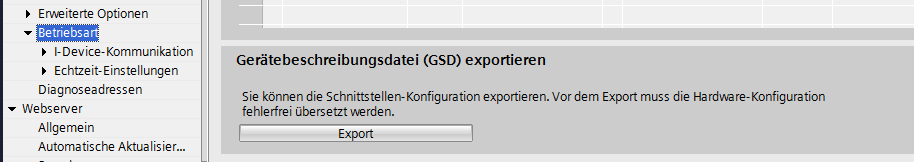 Erweiterte Optionen
Betriebsart
I-Device-Kommunikation
Echtzeit-Einstellungen
Diagnoseadressen
Webserver
Allgemein
Automatische Aktualisier...
Gerätebeschreibungsdatei (GSD) exportieren
Sie können die Schnittstellen-Konfiguration exportieren. Vor dem Export muss die Hardware-Konfiguration
fehlerfrei übersetzt werden.
Export